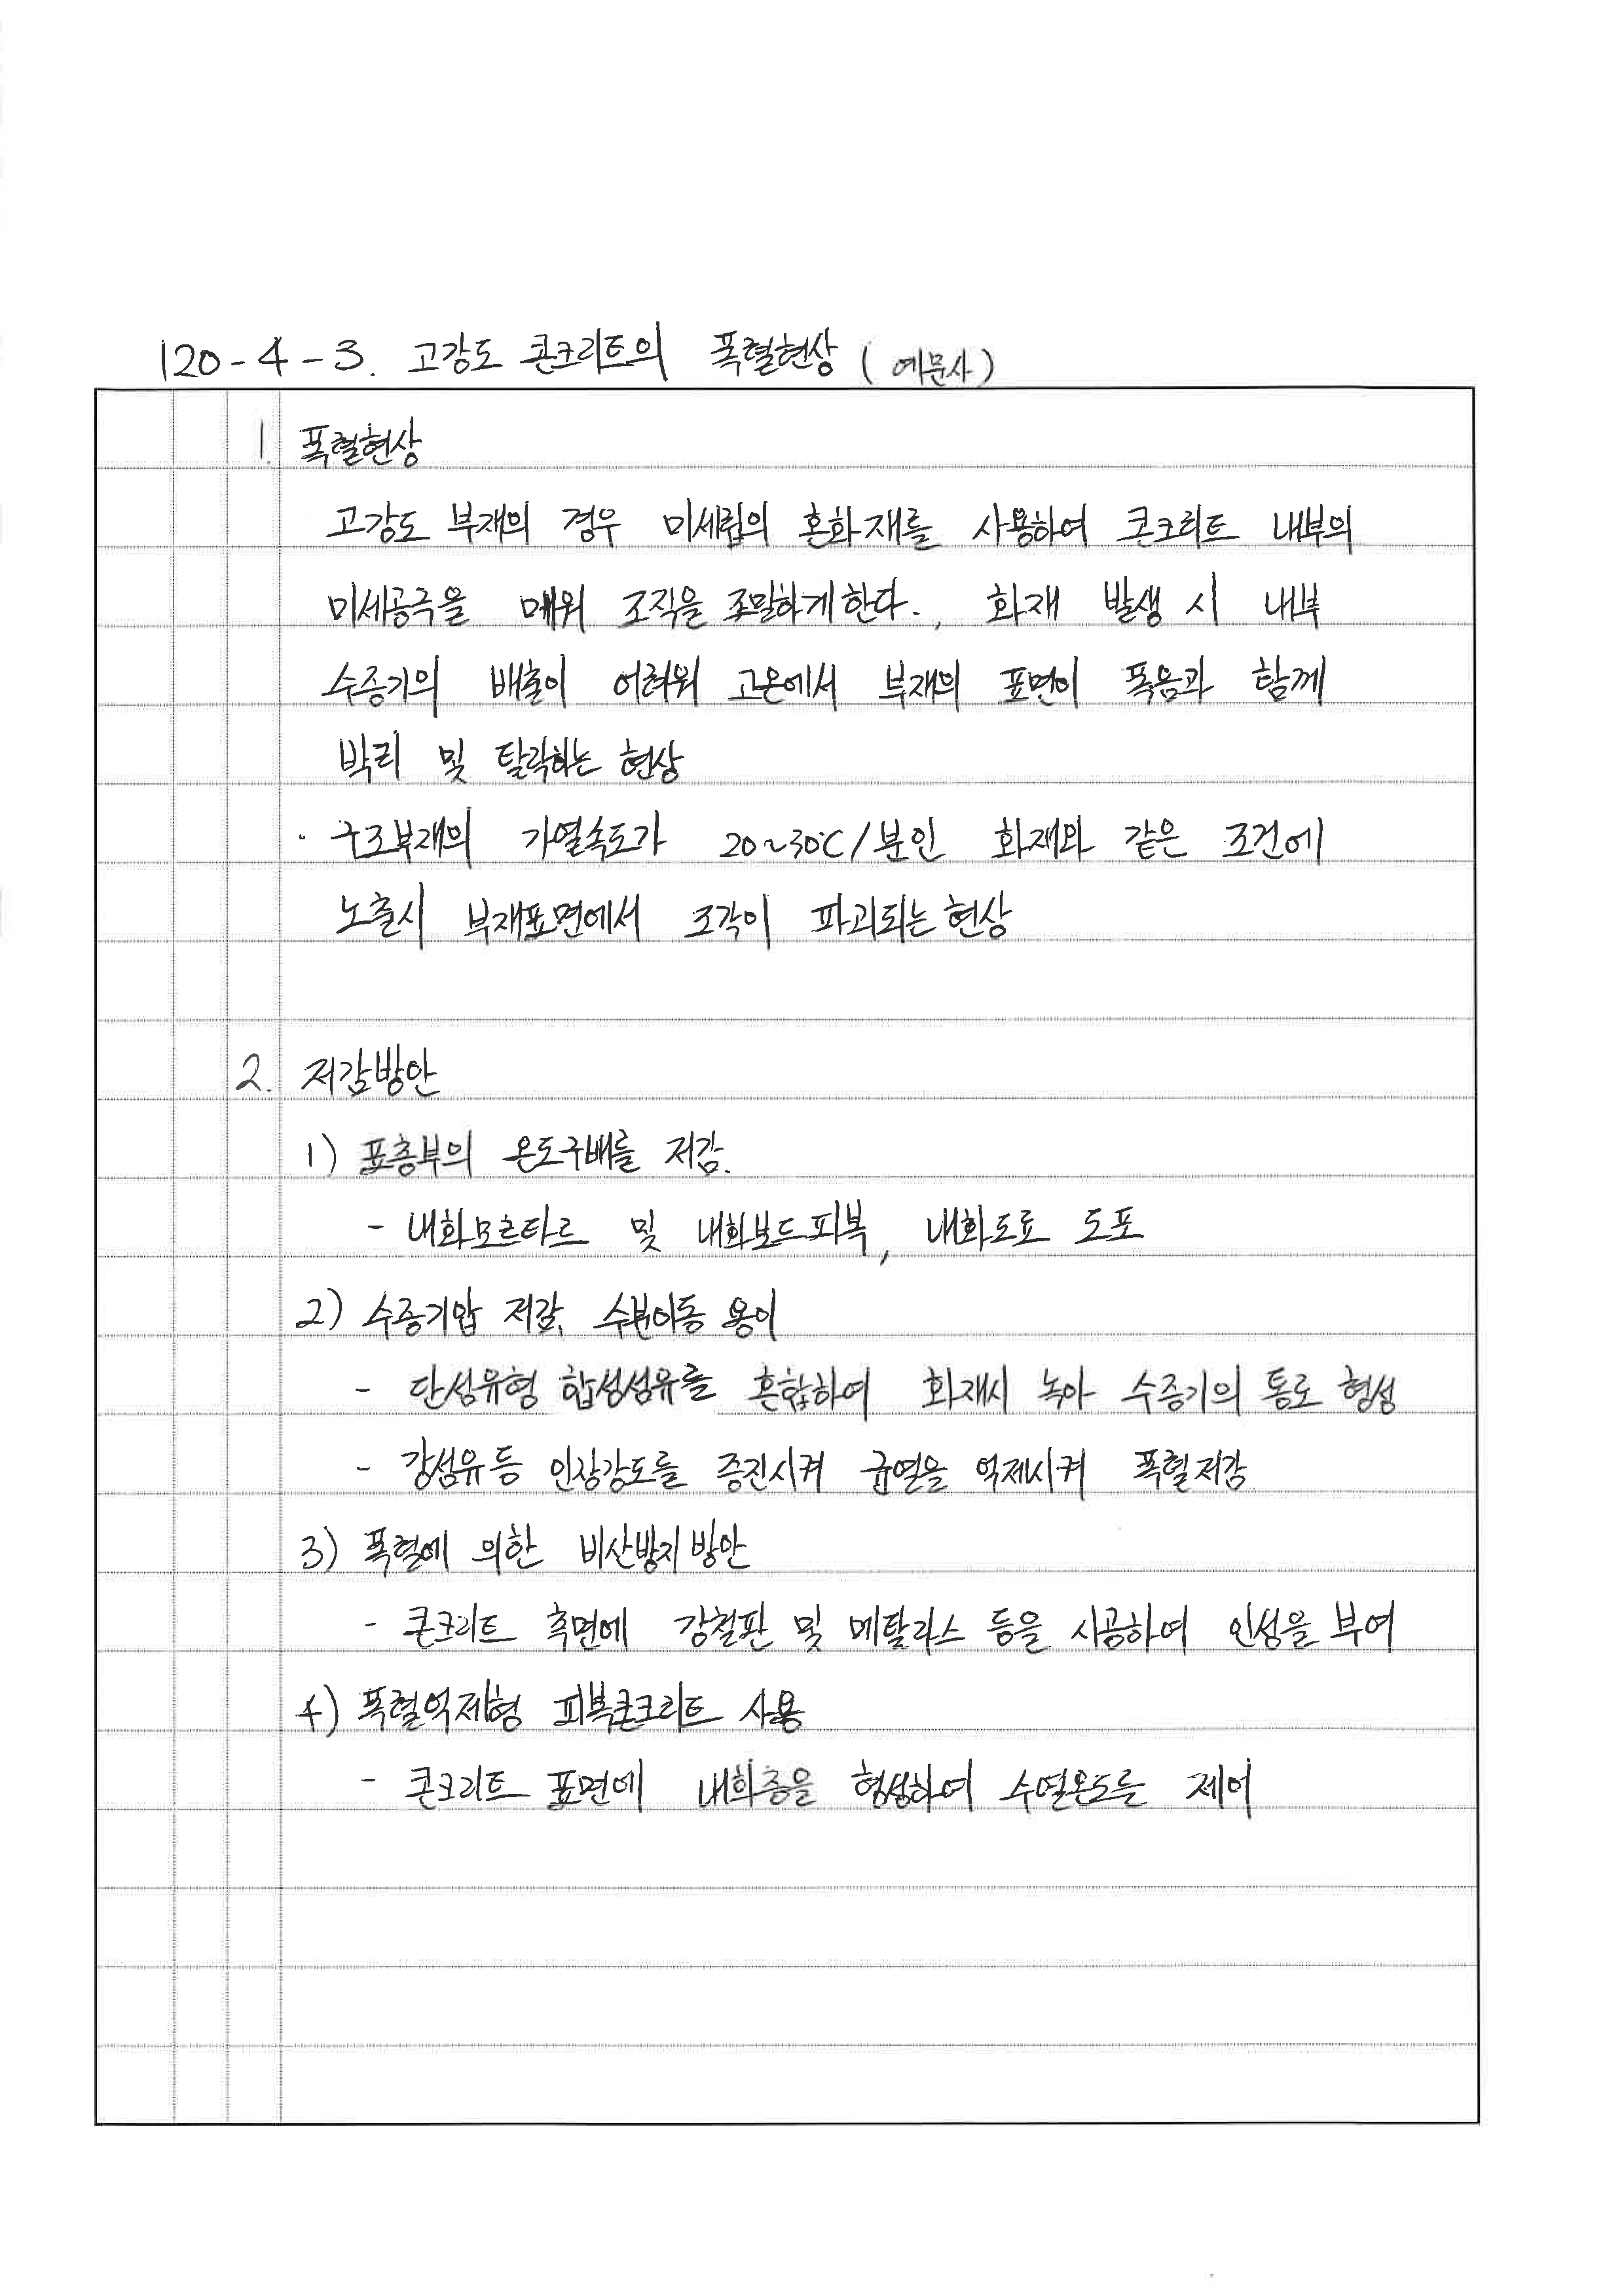 120-4-3. 고강도 콘크리트의 폭렬현상 (예문사)
1. 폭렬현상
고강도 부재의 경우 미세립의 혼화재를 사용하여 콘크리트 내부의
미세공극을 메워 조직을 조밀하게한다., 화재 발생 시 내부
수증기의 배출이 어려워 고온에서 부재의 표면이 폭음과 함께
박리 및 탈락하는 현상
· 구조부재의 가열속도가 20~30℃/분인 화재와 같은 조건에
노출시 부재표면에서 조각이 파괴되는 현상
2. 저감방안
1) 표층부의 온도구배를 저감.
- 내화모르타르 및 내화보드피복, 내화도료 도포
2) 수증기압 저감, 수분이동 용이
- 단섬유형 합성섬유를 혼합하여 화재시 녹아 수증기의 통로 형성
- 강섬유등 인장강도를 증진시켜 균열을 억제시켜 폭렬저감
3) 폭렬에 의한 비산방지 방안
- 콘크리트 측면에 강철판 및 메탈라스 등을 시공하여 인성을 부여
4) 폭렬억제형 피복콘크리트 사용
- 콘크리트 표면에 내화층을 형성하여 수열온도를 제어